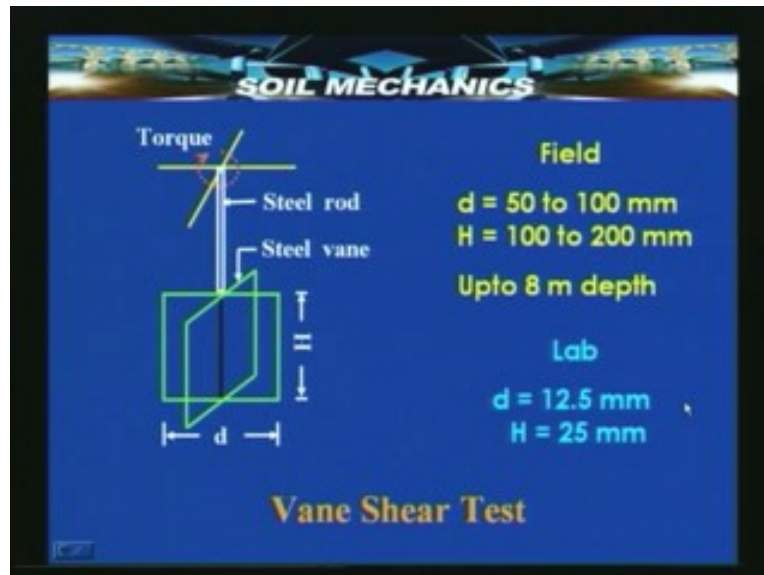 SOIL MECHANICS
Torque
Steel rod
Steel vane
H
d
Field
d = 50 to 100 mm
H = 100 to 200 mm
Upto 8 m depth
Lab
d = 12.5 mm
H = 25 mm
Vane Shear Test